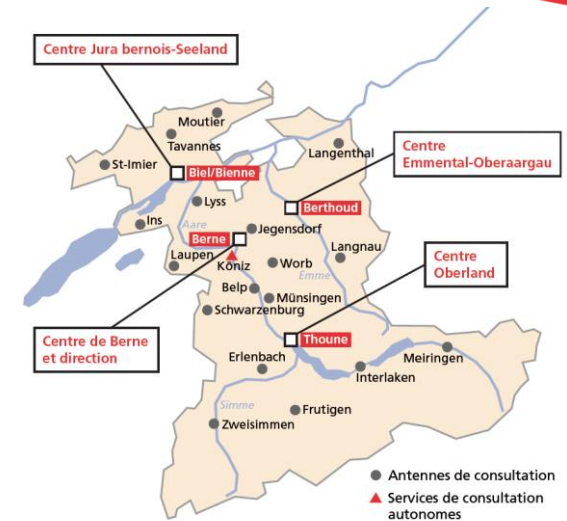 Centre Jura bernois-Seeland
Moutier
Tavannes
St-Imier
Biel/Bienne
Langenthal
Centre
Emmental-Oberaargau
Lyss
Berthoud
Ins
Aare
Jegensdorf
Berne
Laupen
Köniz
Worb
Langnau
Emme
Centre
Oberland
Belp
Münsingen
Schwarzenburg
Centre de Berne
et direction
Thoune
Erlenbach
Meiringen
Interlaken
Simme
Frutigen
Zweisimmen
Antennes de consultation
Services de consultation
autonomes